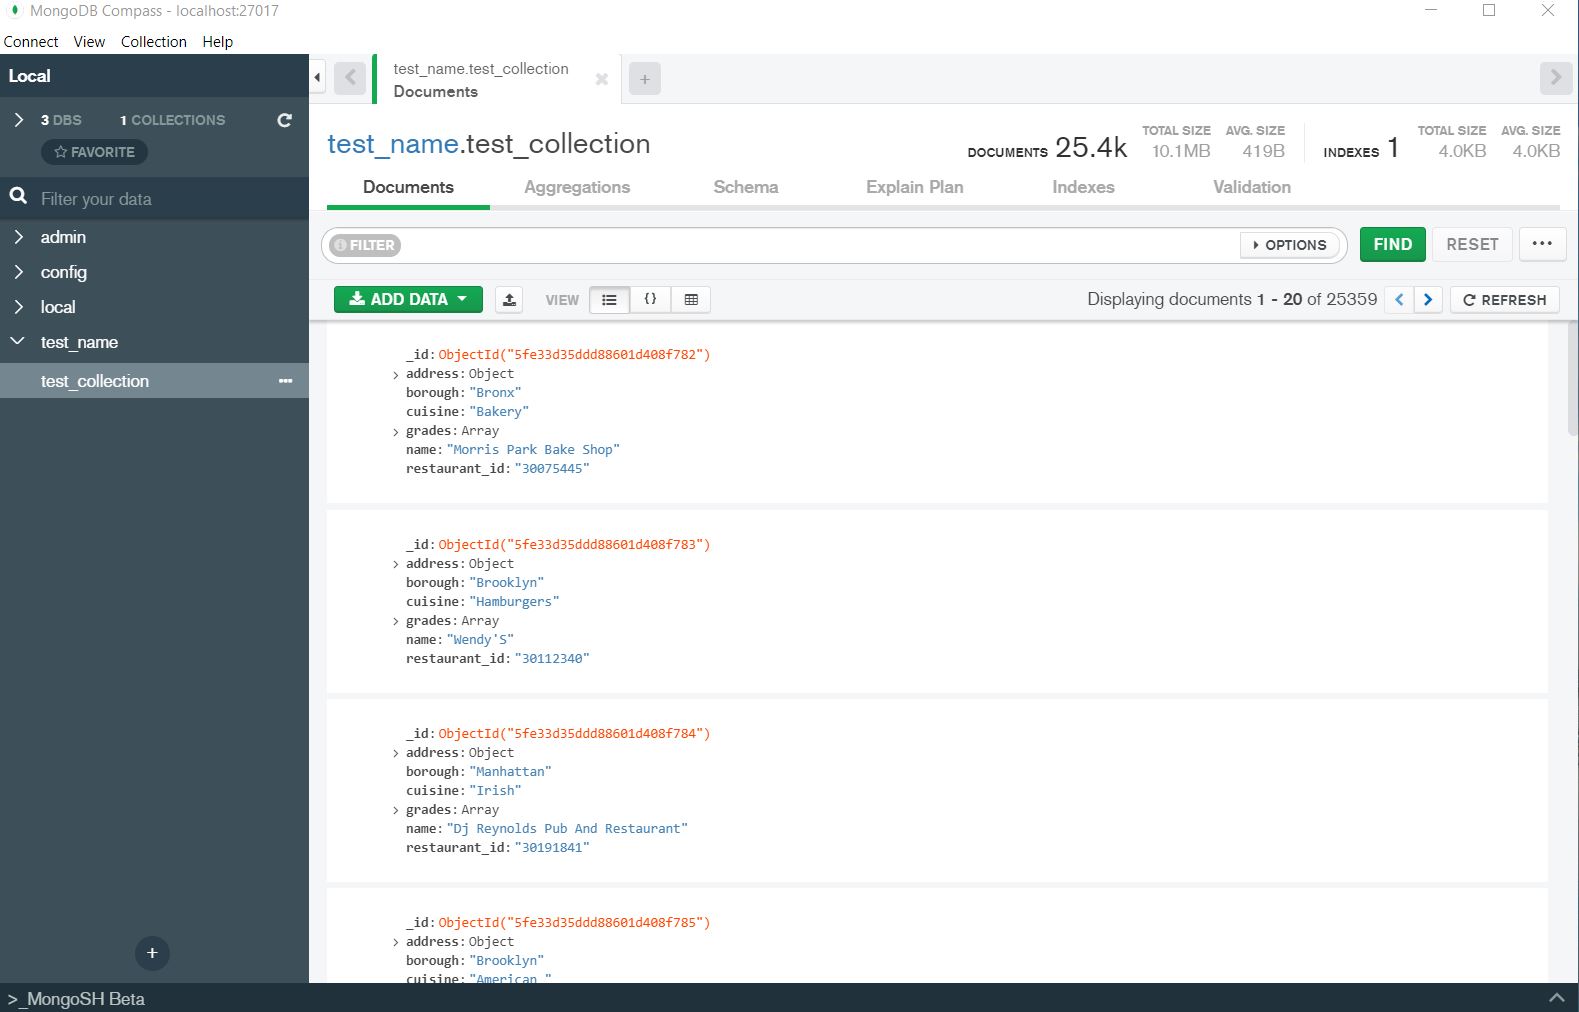 MongoDB Compass - localhost:27017
Connect View Collection Help
Local
3 DBS 1 COLLECTIONS
FAVORITE
Filter your data
admin
config
local
test_name
test_collection
>_MongoSH Beta
test_name.test_collection
Documents
test_name.test_collection
DOCUMENTS 25.4k
TOTAL SIZE
10.1MB
AVG. SIZE
419B
INDEXES 1
TOTAL SIZE
4.0KB
AVG. SIZE
4.0KB
Documents Aggregations Schema Explain Plan Indexes Validation
FILTER OPTIONS FIND RESET
ADD DATA VIEW { } Displaying documents 1 - 20 of 25359 REFRESH
_id: ObjectId("5fe33d35ddd88601d408f782")
address: Object
borough: "Bronx"
cuisine: "Bakery"
grades: Array
name: "Morris Park Bake Shop"
restaurant_id: "30075445"
_id: ObjectId("5fe33d35ddd88601d408f783")
address: Object
borough: "Brooklyn"
cuisine: "Hamburgers"
grades: Array
name: "Wendy'S"
restaurant_id: "30112340"
_id: ObjectId("5fe33d35ddd88601d408f784")
address: Object
borough: "Manhattan"
cuisine: "Irish"
grades: Array
name: "Dj Reynolds Pub And Restaurant"
restaurant_id: "30191841"
_id: ObjectId("5fe33d35ddd88601d408f785")
address: Object
borough: "Brooklyn"
cuisine: "American "